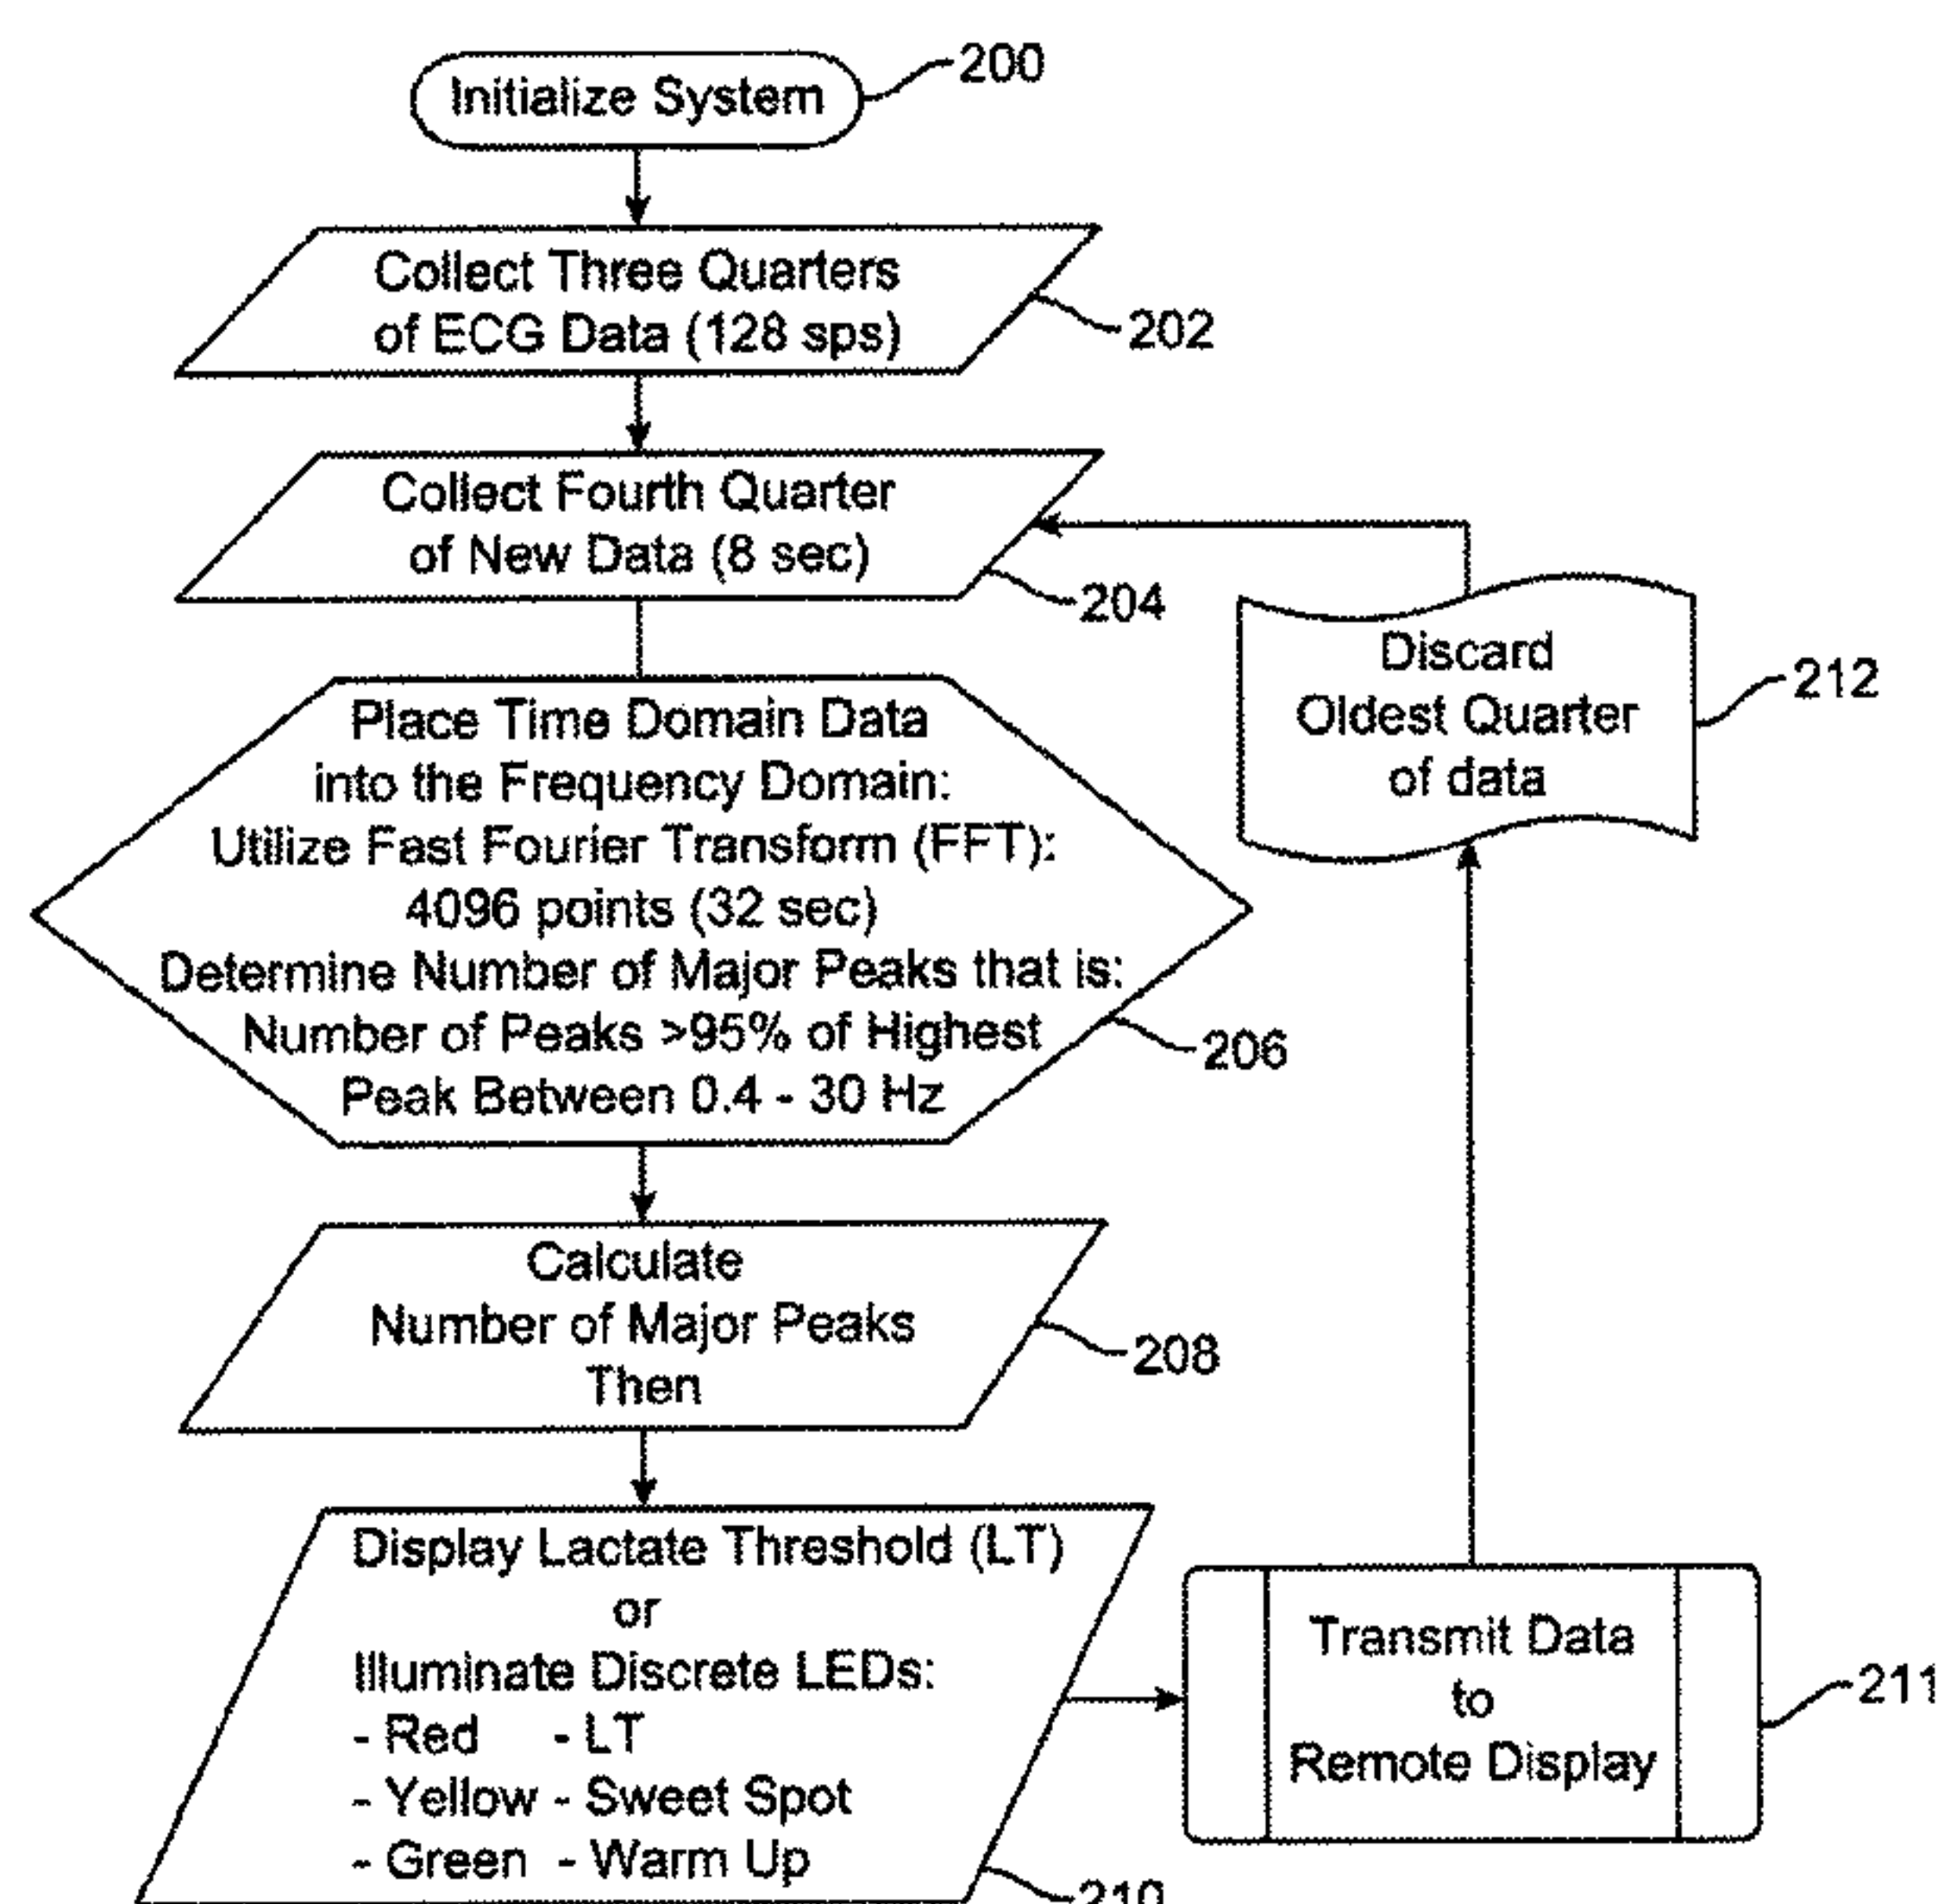 Initialize System
200
Collect Three Quarters
of ECG Data (128 sps)
202
Collect Fourth Quarter
of New Data (8 sec)
204
Place Time Domain Data
into the Frequency Domain:
Utilize Fast Fourier Transform (FFT):
4096 points (32 sec)
Determine Number of Major Peaks that is:
Number of Peaks >95% of Highest
Peak Between 0.4 - 30 Hz
206
Calculate
Number of Major Peaks
Then
208
Display Lactate Threshold (LT)
or
Illuminate Discrete LEDs:
- Red - LT
- Yellow - Sweet Spot
- Green - Warm Up
210
Transmit Data
to
Remote Display
211
Discard
Oldest Quarter
of data
212